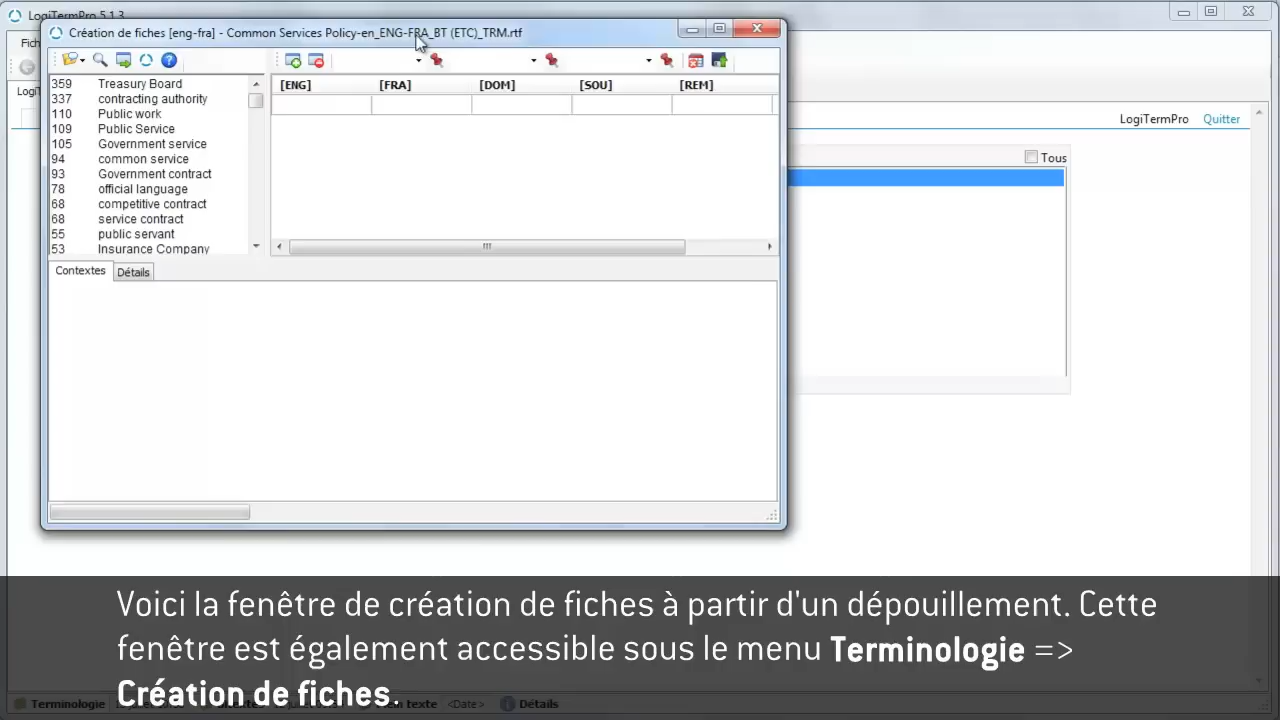 LogiTermPro 5.1.3
Création de fiches [eng-fra] - Common Services Policy-en_ENG-FRA_BT (ETC)_TRM.rtf
Fich
Logi
[ENG] [FRA] [DOM] [SOU] [REM]
359 Treasury Board
337 contracting authority
110 Public work
109 Public Service
105 Government service
94 common service
93 Government contract
78 official language
68 competitive contract
68 service contract
55 public servant
53 Insurance Company
LogiTermPro Quitter
Tous
Contextes Détails
Voici la fenêtre de création de fiches à partir d'un dépouillement. Cette
fenêtre est également accessible sous le menu Terminologie =>
Création de fiches.
Terminologie
texte <Date> Détails